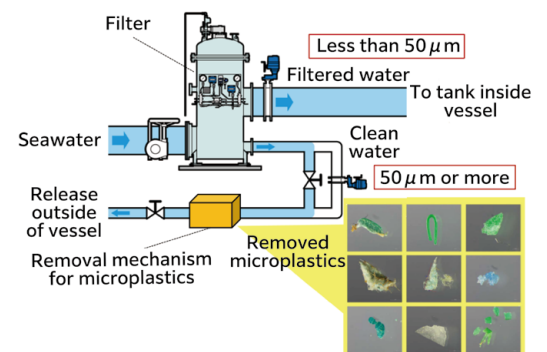 Filter
Less than 50μm
Filtered water
To tank inside
vessel
Seawater
Clean
water
50μm or more
Release
outside
of vessel
Removal mechanism
for microplastics
Removed
microplastics